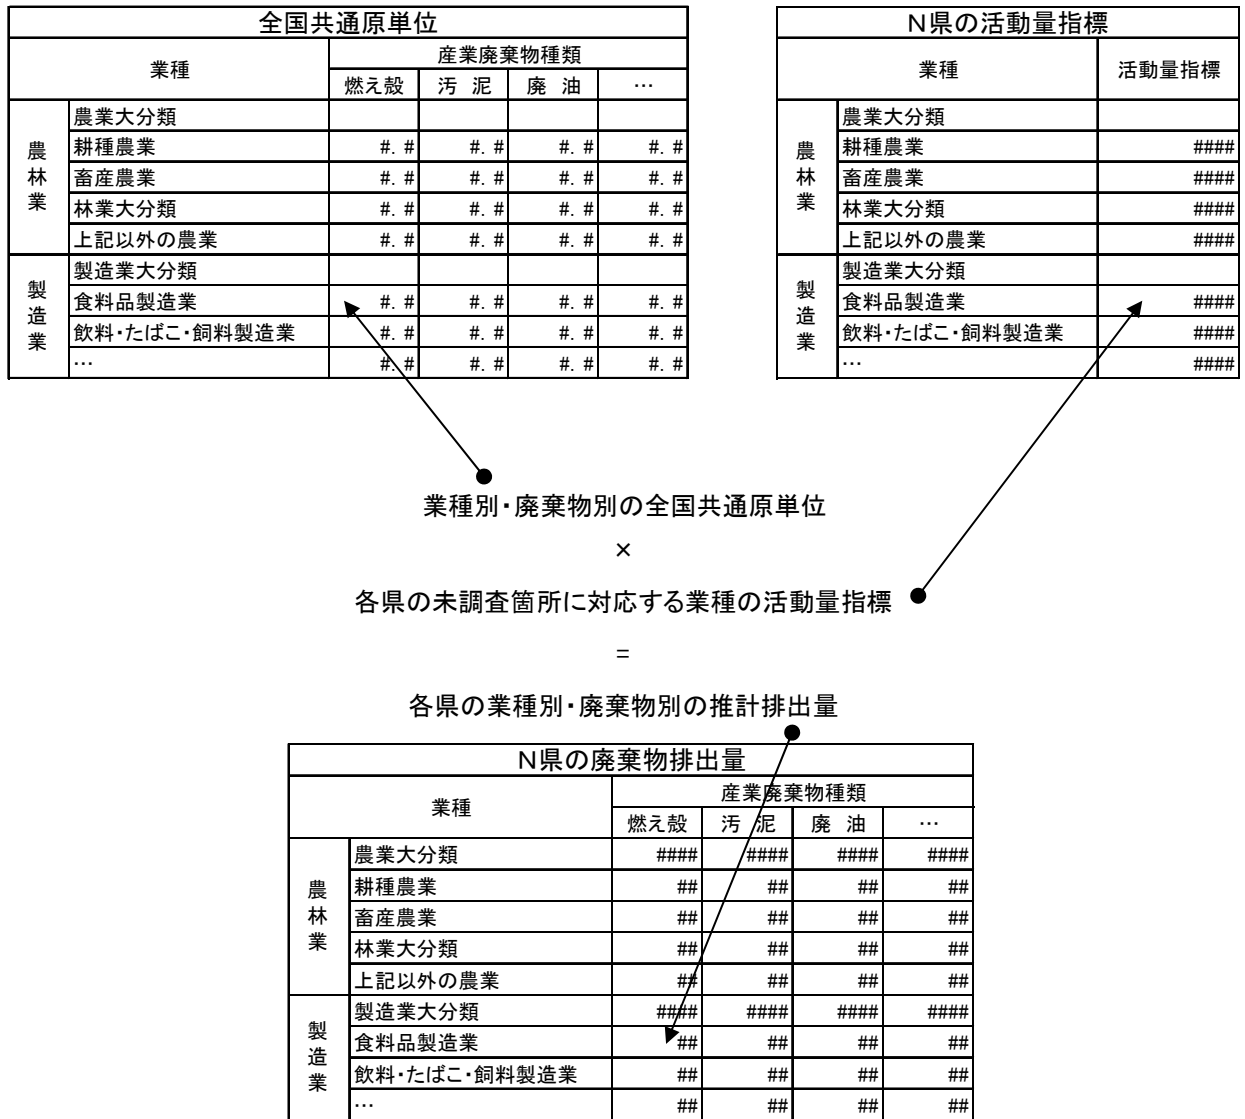 全国共通原単位
業種 産業廃棄物種類
燃え殻 汚 泥 廃 油 …
農林業
農業大分類
耕種農業 #. # #. # #. # #. #
畜産農業 #. # #. # #. # #. #
林業大分類 #. # #. # #. # #. #
上記以外の農業 #. # #. # #. # #. #
製造業
製造業大分類
食料品製造業 #. # #. # #. # #. #
飲料・たばこ・飼料製造業 #. # #. # #. # #. #
… #. # #. # #. # #. #
N県の活動量指標
業種 活動量指標
農林業
農業大分類
耕種農業 ####
畜産農業 ####
林業大分類 ####
上記以外の農業 ####
製造業
製造業大分類
食料品製造業 ####
飲料・たばこ・飼料製造業 ####
… ####
業種別・廃棄物別の全国共通原単位
×
各県の未調査箇所に対応する業種の活動量指標
=
各県の業種別・廃棄物別の推計排出量
N県の廃棄物排出量
業種 産業廃棄物種類
燃え殻 汚 泥 廃 油 …
農林業
農業大分類 #### #### #### ####
耕種農業 ## ## ## ##
畜産農業 ## ## ## ##
林業大分類 ## ## ## ##
上記以外の農業 ## ## ## ##
製造業
製造業大分類 #### #### #### ####
食料品製造業 ## ## ## ##
飲料・たばこ・飼料製造業 ## ## ## ##
… ## ## ## ##